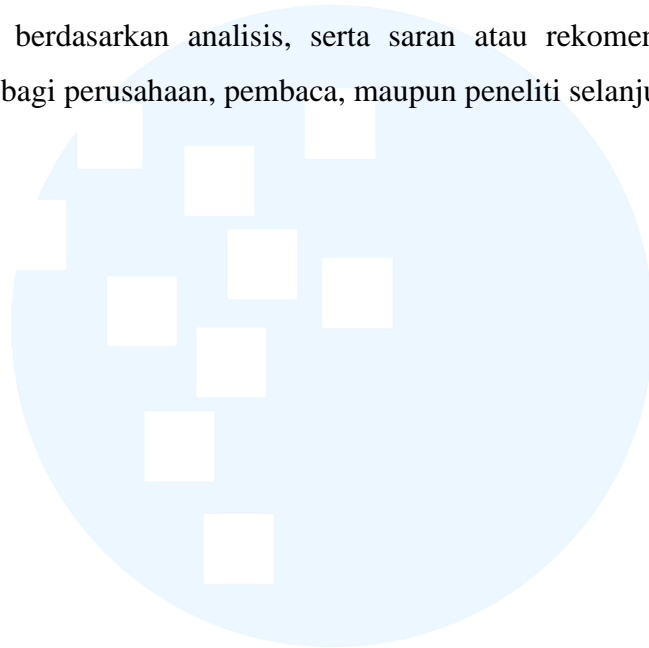 berdasarkan analisis, serta saran atau rekomen
bagi perusahaan, pembaca, maupun peneliti selanju